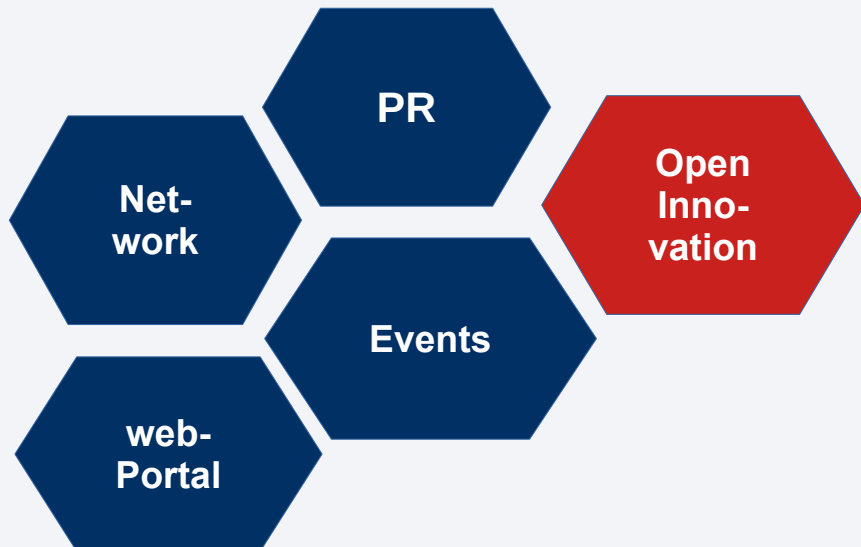 PR
Open
Inno-
vation
Net-
work
Events
web-
Portal